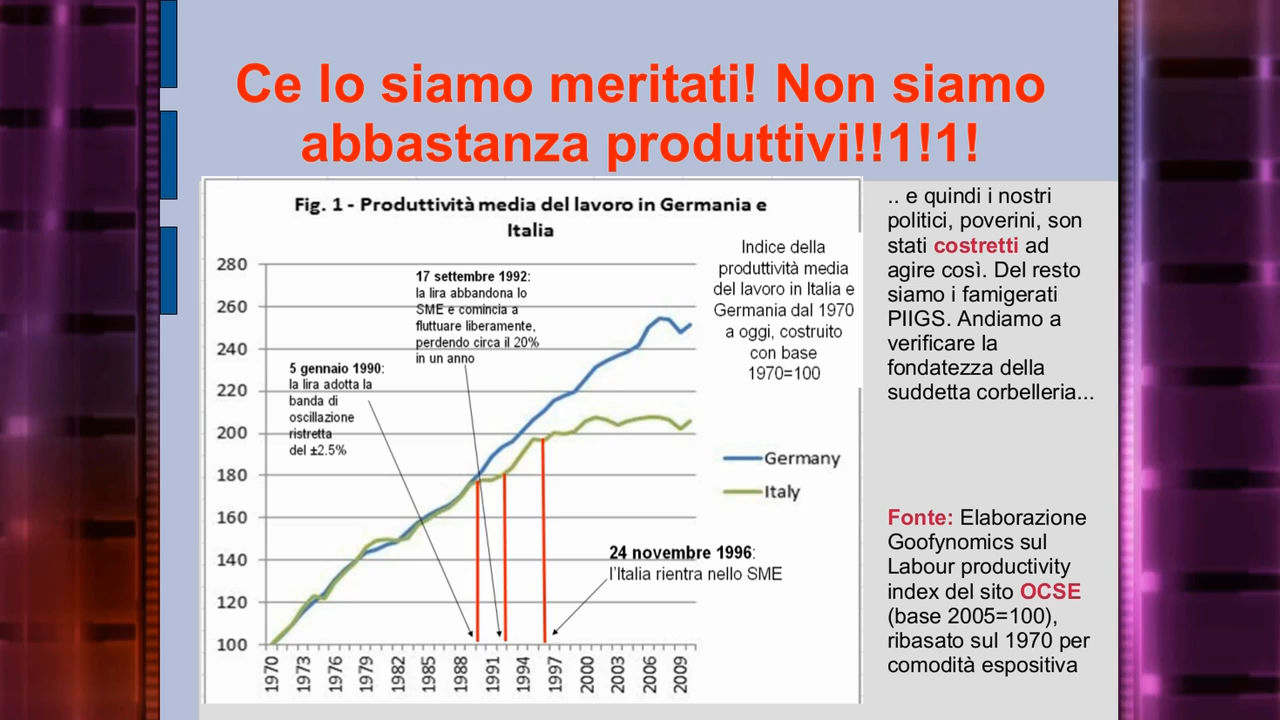 Ce lo siamo meritati! Non siamo
abbastanza produttivi!!1!1!
Fig. 1 - Produttività media del lavoro in Germania e
Italia
280
260
240
220
200
180
160
140
120
100
17 settembre 1992:
la lira abbandona lo
SME e comincia a
fluttuare liberamente,
perdendo circa il 20%
in un anno
5 gennaio 1990:
la lira adotta la
banda di
oscillazione
ristretta
del ±2.5%
24 novembre 1996:
l'Italia rientra nello SME
1970
1973
1976
1979
1982
1985
1988
1991
1994
1997
2000
2003
2006
2009
Indice della
produttività media
del lavoro in Italia e
Germania dal 1970
a oggi, costruito
con base
1970=100
Germany
Italy
.. e quindi i nostri
politici, poverini, son
stati costretti ad
agire così. Del resto
siamo i famigerati
PIIGS. Andiamo a
verificare la
fondatezza della
suddetta corbelleria...
Fonte: Elaborazione
Goofynomics sul
Labour productivity
index del sito OCSE
(base 2005=100),
ribasato sul 1970 per
comodità espositiva